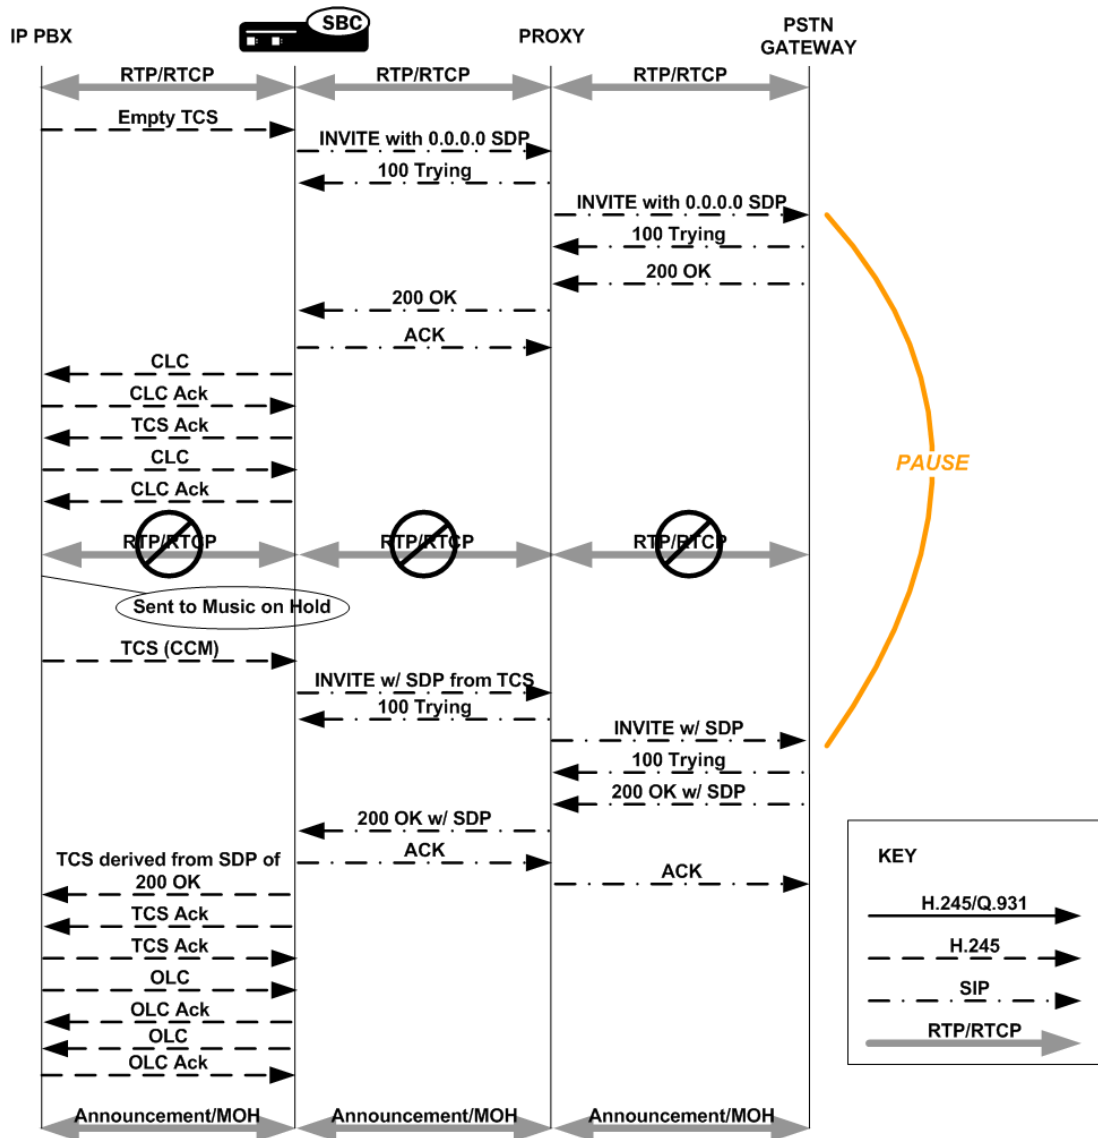 IP PBX
SBC
PROXY
PSTN
GATEWAY
RTP/RTCP
RTP/RTCP
RTP/RTCP
Empty TCS
INVITE with 0.0.0.0 SDP
100 Trying
INVITE with 0.0.0.0 SDP
100 Trying
200 OK
200 OK
ACK
CLC
CLC Ack
TCS Ack
CLC
PAUSE
CLC Ack
RTP/RTCP
RTP/RTCP
RTP/RTCP
Sent to Music on Hold
TCS (CCM)
INVITE w/ SDP from TCS
100 Trying
INVITE w/ SDP
100 Trying
200 OK w/ SDP
200 OK w/ SDP
ACK
TCS derived from SDP of
200 OK
ACK
TCS Ack
TCS Ack
OLC
OLC Ack
OLC
OLC Ack
Announcement/MOH
Announcement/MOH
Announcement/MOH
KEY
H.245/Q.931
H.245
SIP
RTP/RTCP